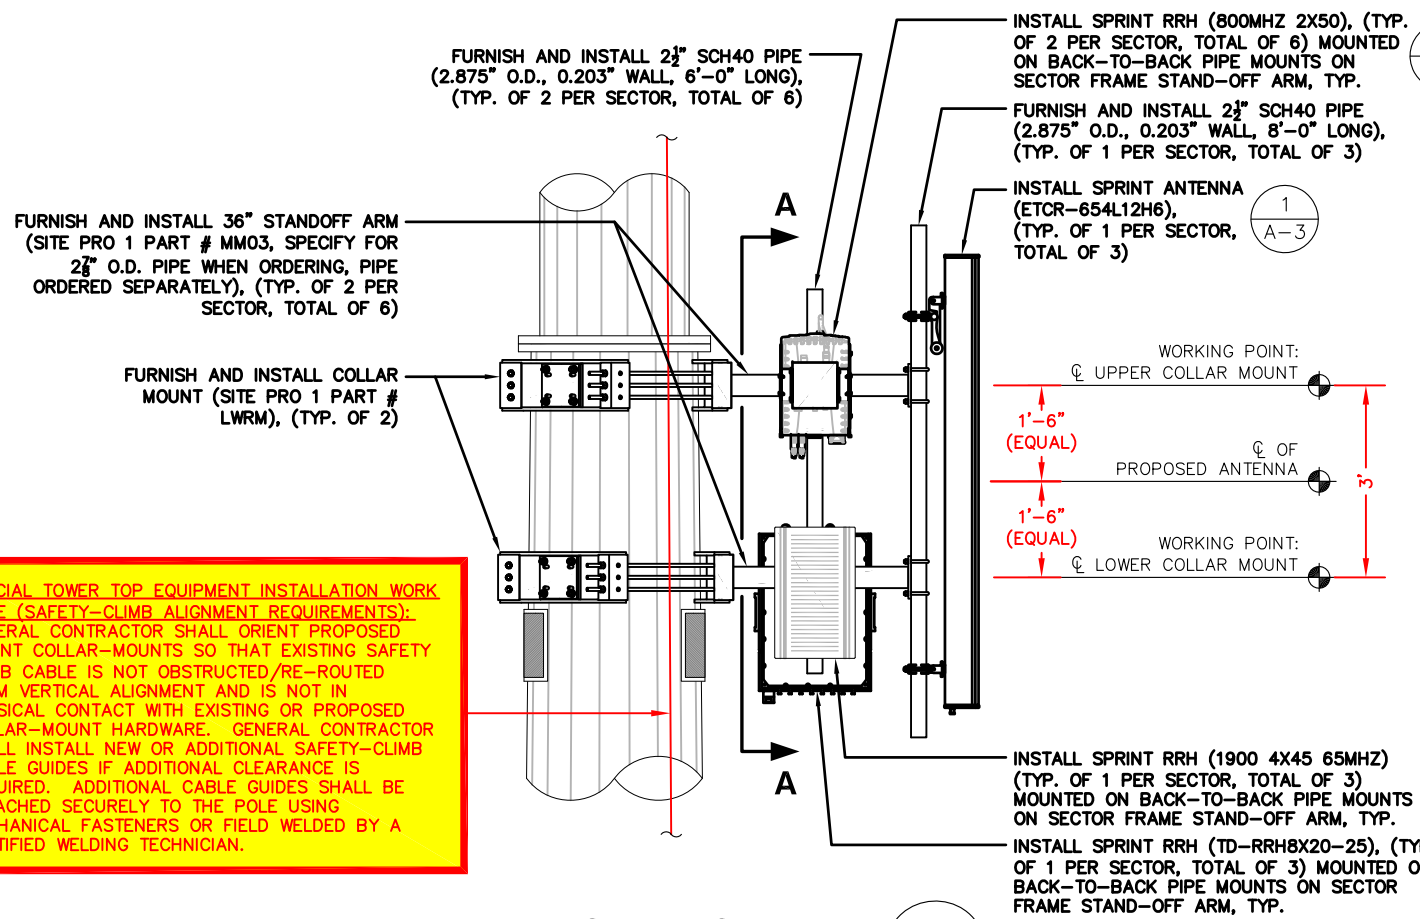 FURNISH AND INSTALL 2½" SCH40 PIPE
(2.875" O.D., 0.203" WALL, 6'-0" LONG),
(TYP. OF 2 PER SECTOR, TOTAL OF 6)
INSTALL SPRINT RRH (800MHZ 2X50), (TYP.
OF 2 PER SECTOR, TOTAL OF 6) MOUNTED
ON BACK-TO-BACK PIPE MOUNTS ON
SECTOR FRAME STAND-OFF ARM, TYP.
FURNISH AND INSTALL 2½" SCH40 PIPE
(2.875" O.D., 0.203" WALL, 8'-0" LONG),
(TYP. OF 1 PER SECTOR, TOTAL OF 3)
INSTALL SPRINT ANTENNA
(ETCR-654L12H6),
(TYP. OF 1 PER SECTOR,
TOTAL OF 3)
1
A-3
FURNISH AND INSTALL 36" STANDOFF ARM
(SITE PRO 1 PART # MM03, SPECIFY FOR
2⅞" O.D. PIPE WHEN ORDERING, PIPE
ORDERED SEPARATELY), (TYP. OF 2 PER
SECTOR, TOTAL OF 6)
FURNISH AND INSTALL COLLAR
MOUNT (SITE PRO 1 PART #
LWRM), (TYP. OF 2)
A
A
WORKING POINT:
℄ UPPER COLLAR MOUNT
1'-6"
(EQUAL)
℄ OF
PROPOSED ANTENNA
3'
1'-6"
(EQUAL)
WORKING POINT:
℄ LOWER COLLAR MOUNT
TOWER TOP EQUIPMENT INSTALLATION WORK
(SAFETY-CLIMB ALIGNMENT REQUIREMENTS):
CONTRACTOR SHALL ORIENT PROPOSED
COLLAR-MOUNTS SO THAT EXISTING SAFETY
CABLE IS NOT OBSTRUCTED/RE-ROUTED
VERTICAL ALIGNMENT AND IS NOT IN
CONTACT WITH EXISTING OR PROPOSED
HARDWARE. GENERAL CONTRACTOR
INSTALL NEW OR ADDITIONAL SAFETY-CLIMB
GUIDES IF ADDITIONAL CLEARANCE IS
ADDITIONAL CABLE GUIDES SHALL BE
SECURELY TO THE POLE USING
FASTENERS OR FIELD WELDED BY A
WELDING TECHNICIAN.
INSTALL SPRINT RRH (1900 4X45 65MHZ)
(TYP. OF 1 PER SECTOR, TOTAL OF 3)
MOUNTED ON BACK-TO-BACK PIPE MOUNTS
ON SECTOR FRAME STAND-OFF ARM, TYP.
INSTALL SPRINT RRH (TD-RRH8X20-25),
OF 1 PER SECTOR, TOTAL OF 3) MOUNTED
BACK-TO-BACK PIPE MOUNTS ON SECTOR
FRAME STAND-OFF ARM, TYP.